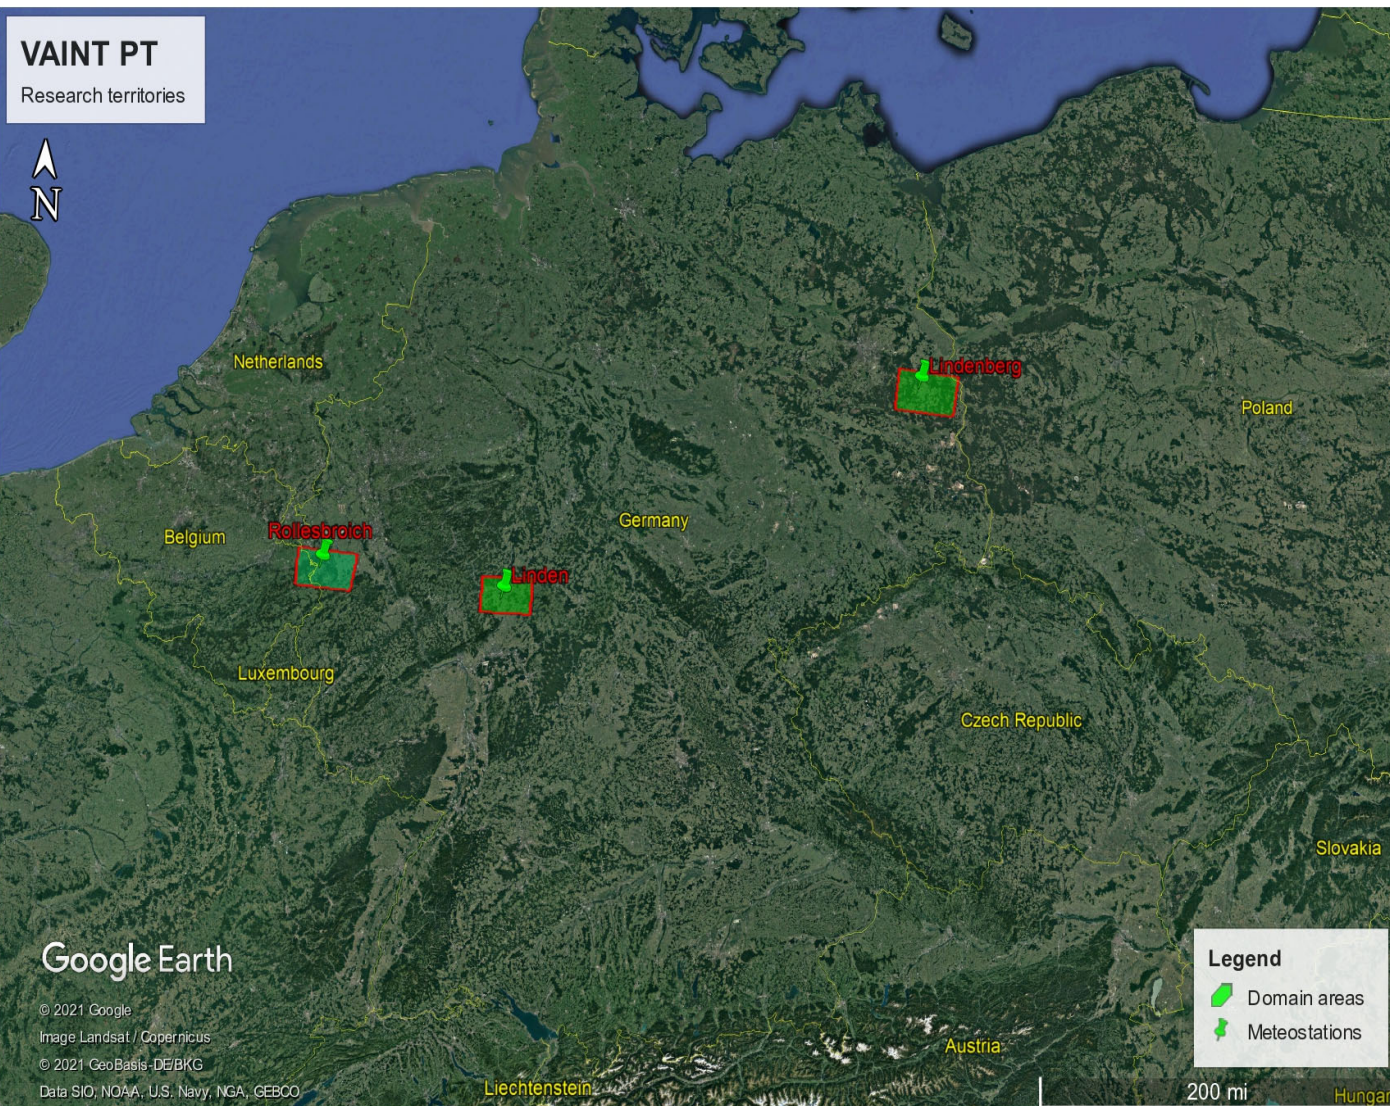 VAINT PT
Research territories
N
Lindenberg
Netherlands
Poland
Germany
Rollesbroich
Belgium
Linden
Luxembourg
Czech Republic
Slovakia
Google Earth
Legend
Domain areas
Meteostations
© 2021 Google
Image Landsat / Copernicus
© 2021 GeoBasis-DE/BKG
Data SIO, NOAA, U.S. Navy, NGA, GEBCO
Austria
Liechtenstein
200 mi
Hungar